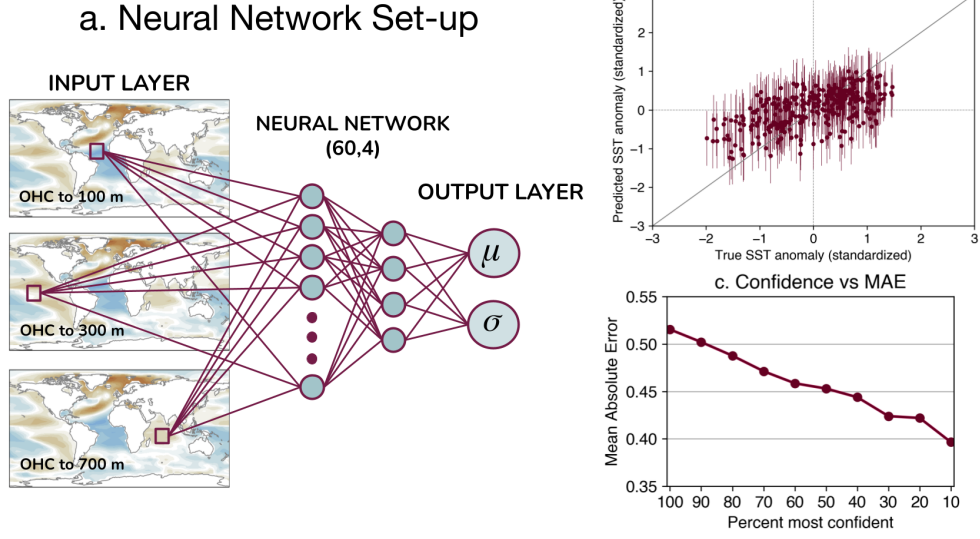 a. Neural Network Set-up
INPUT LAYER
OHC to 100 m
OHC to 300 m
OHC to 700 m
NEURAL NETWORK
(60,4)
OUTPUT LAYER
μ
σ
Predicted SST anomaly (standardized)
2
1
0
−1
−2
−3
−3 −2 −1 0 1 2 3
True SST anomaly (standardized)
c. Confidence vs MAE
Mean Absolute Error
0.55
0.50
0.45
0.40
0.35
100 90 80 70 60 50 40 30 20 10
Percent most confident